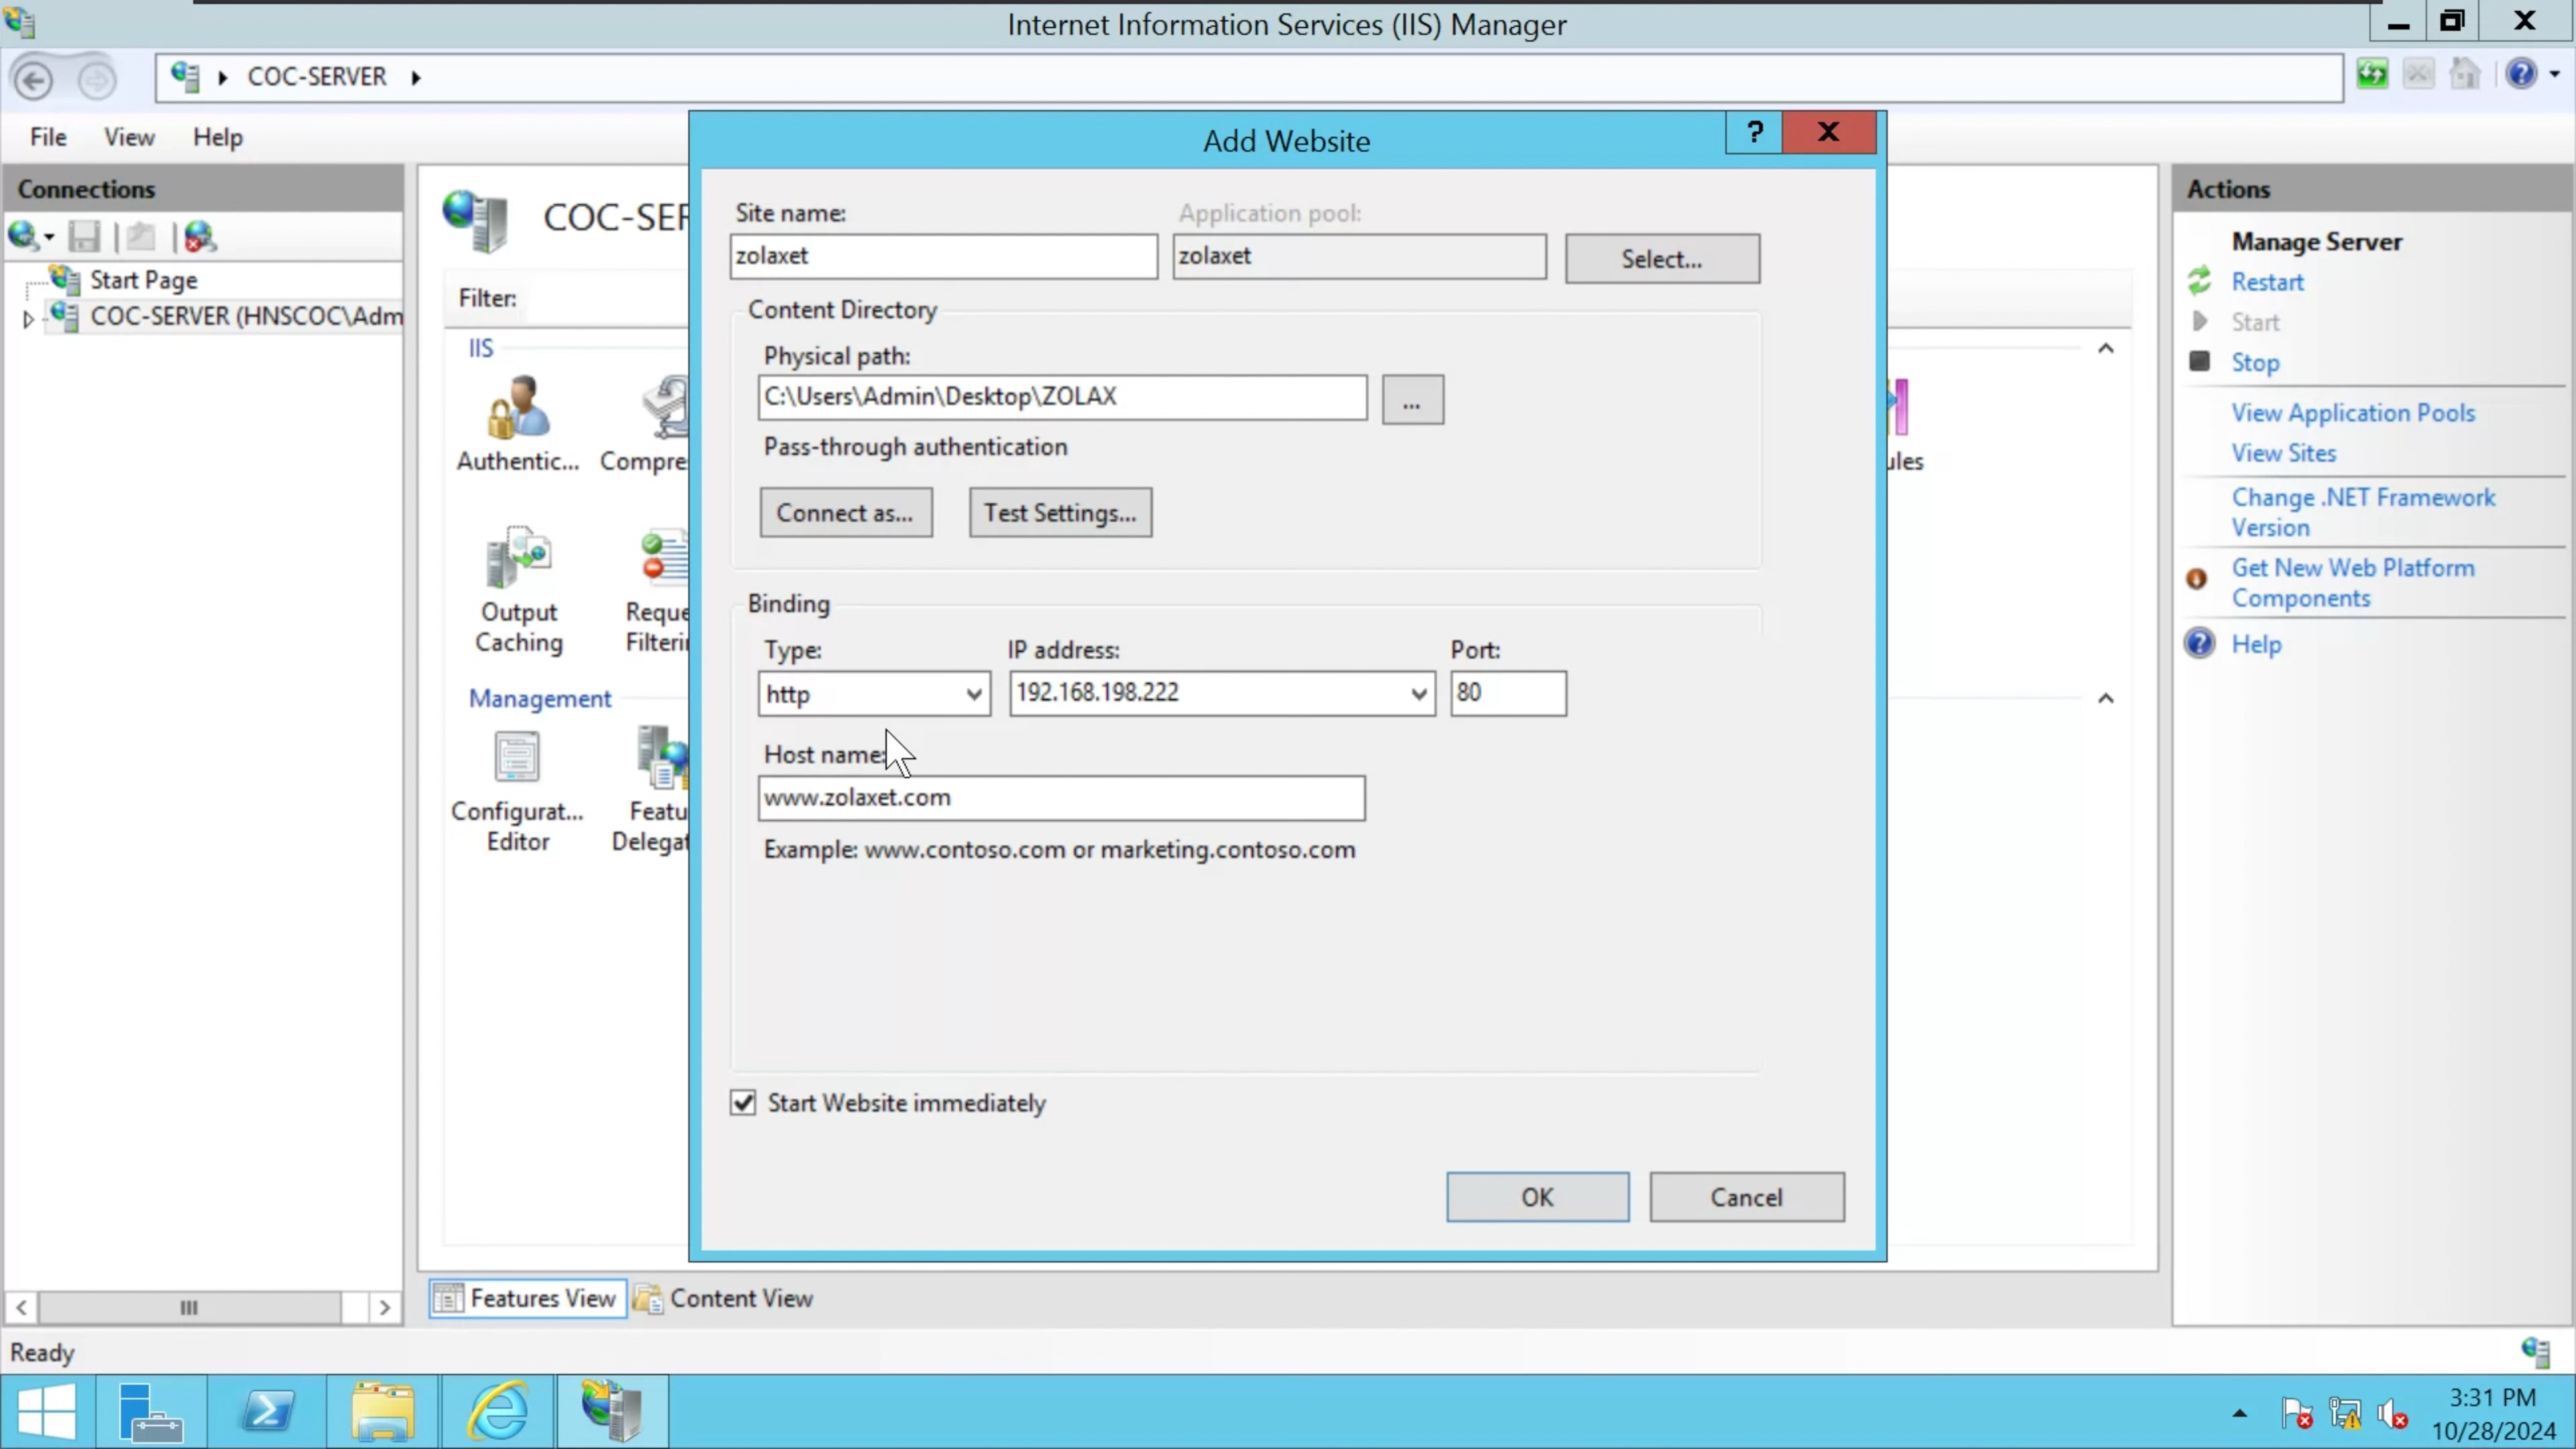 Internet Information Services (IIS) Manager
COC-SERVER
File View Help
Connections
Start Page
COC-SERVER (HNSCOC\Adm
COC-SER
Filter:
IIS
Authentic...
Compre
Output
Caching
Reque
Filteri
Management
Configurat...
Editor
Featu
Delegat
ules
Add Website
?
X
Site name:
Application pool:
zolaxet
zolaxet
Select...
Content Directory
Physical path:
C:\Users\Admin\Desktop\ZOLAX
...
Pass-through authentication
Connect as...
Test Settings...
Binding
Type:
IP address:
Port:
http
192.168.198.222
80
Host name:
www.zolaxet.com
Example: www.contoso.com or marketing.contoso.com
Start Website immediately
OK
Cancel
Actions
Manage Server
Restart
Start
Stop
View Application Pools
View Sites
Change .NET Framework
Version
Get New Web Platform
Components
Help
Features View
Content View
Ready
3:31 PM
10/28/2024